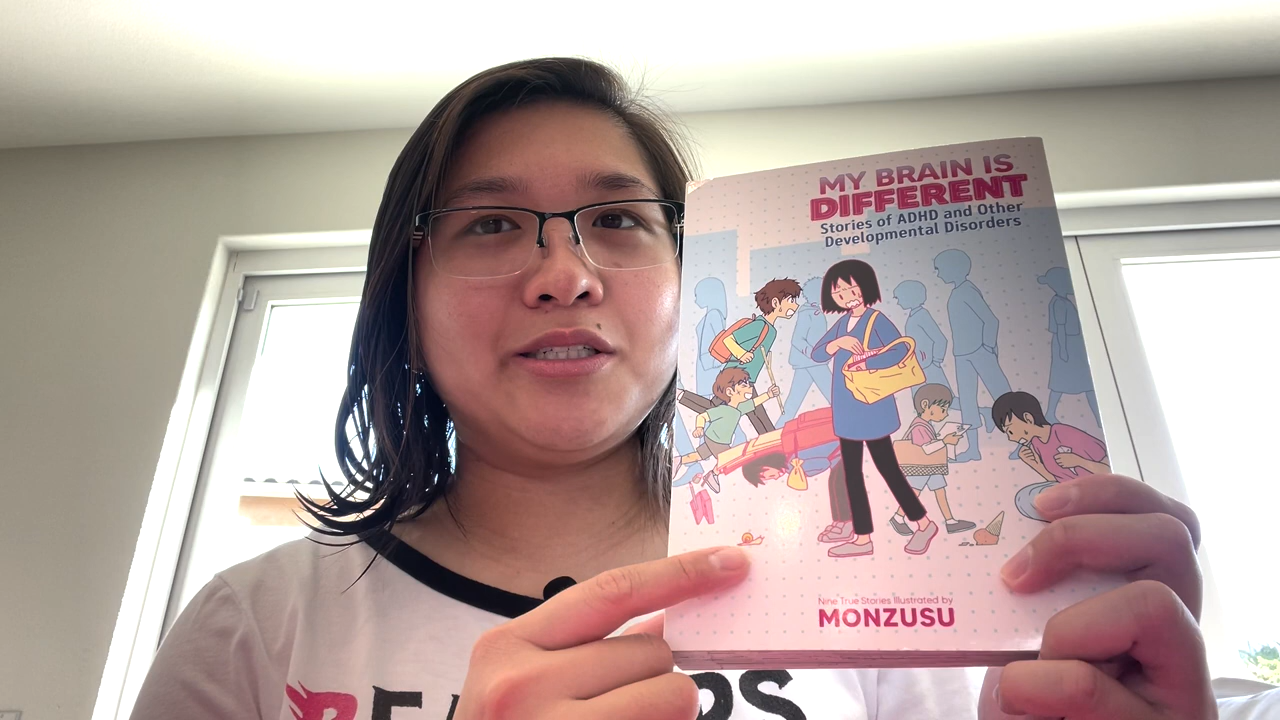 MY BRAIN IS
DIFFERENT
Stories of ADHD and Other
Developmental Disorders
Nine True Stories Illustrated by
MONZUSU